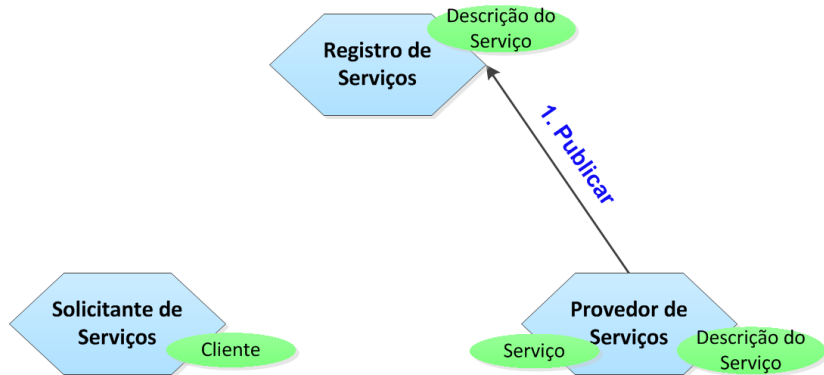 Descrição do
Serviço
Registro de
Serviços
1. Publicar
Solicitante de
Serviços
Cliente
Provedor de
Serviços
Serviço
Descrição do
Serviço